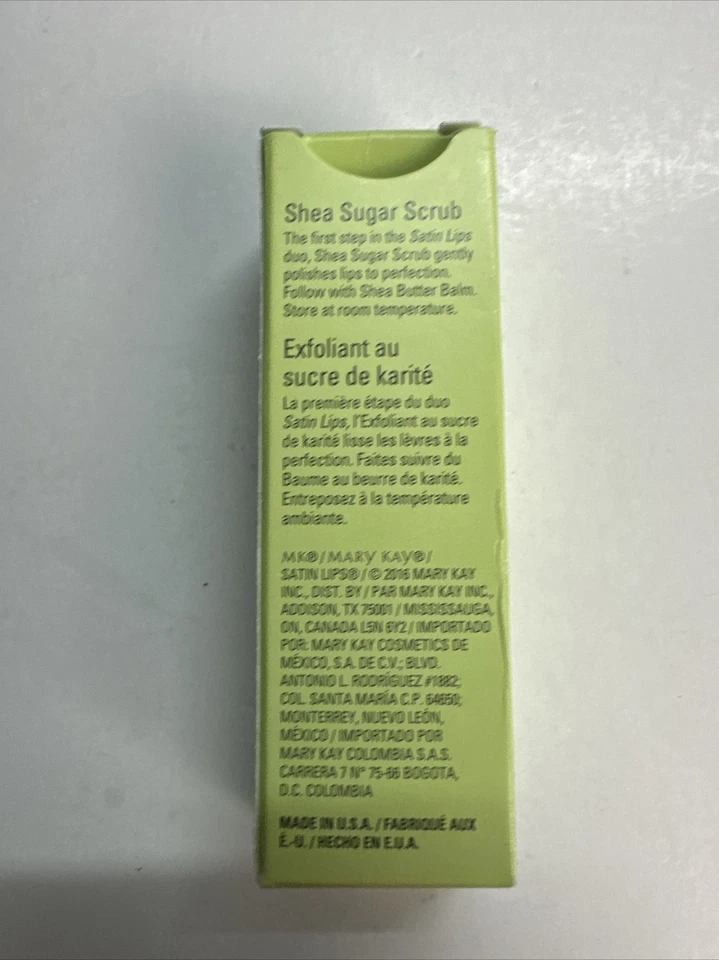 Shea Sugar Scrub
The first step in the Satin Lips
duo, Shea Sugar Scrub gently
polishes lips to perfection.
Follow with Shea Butter Balm.
Store at room temperature.
Exfoliant au
sucre de karité
La première étape du duo
Satin Lips, l'Exfoliant au sucre
de karité lisse les lèvres à la
perfection. Faites suivre du
Baume au beurre de karité.
Entreposez à la température
ambiante.
MK®/MARY KAY®/
SATIN LIPS®/© 2016 MARY KAY
INC., DIST. BY / PAR MARY KAY INC.,
ADDISON, TX 75001 / MISSISSAUGA,
ON, CANADA L5N 6Y2 / IMPORTADO
POR: MARY KAY COSMETICS DE
MÉXICO, S.A. DE C.V.; BLVD.
ANTONIO L. RODRÍGUEZ #1882;
COL. SANTA MARÍA C.P. 64650;
MONTERREY, NUEVO LEÓN,
MÉXICO / IMPORTADO POR
MARY KAY COLOMBIA S.A.S.
CARRERA 7 N° 75-66 BOGOTA,
D.C. COLOMBIA
MADE IN U.S.A. / FABRIQUÉ AUX
É.-U. / HECHO EN E.U.A.